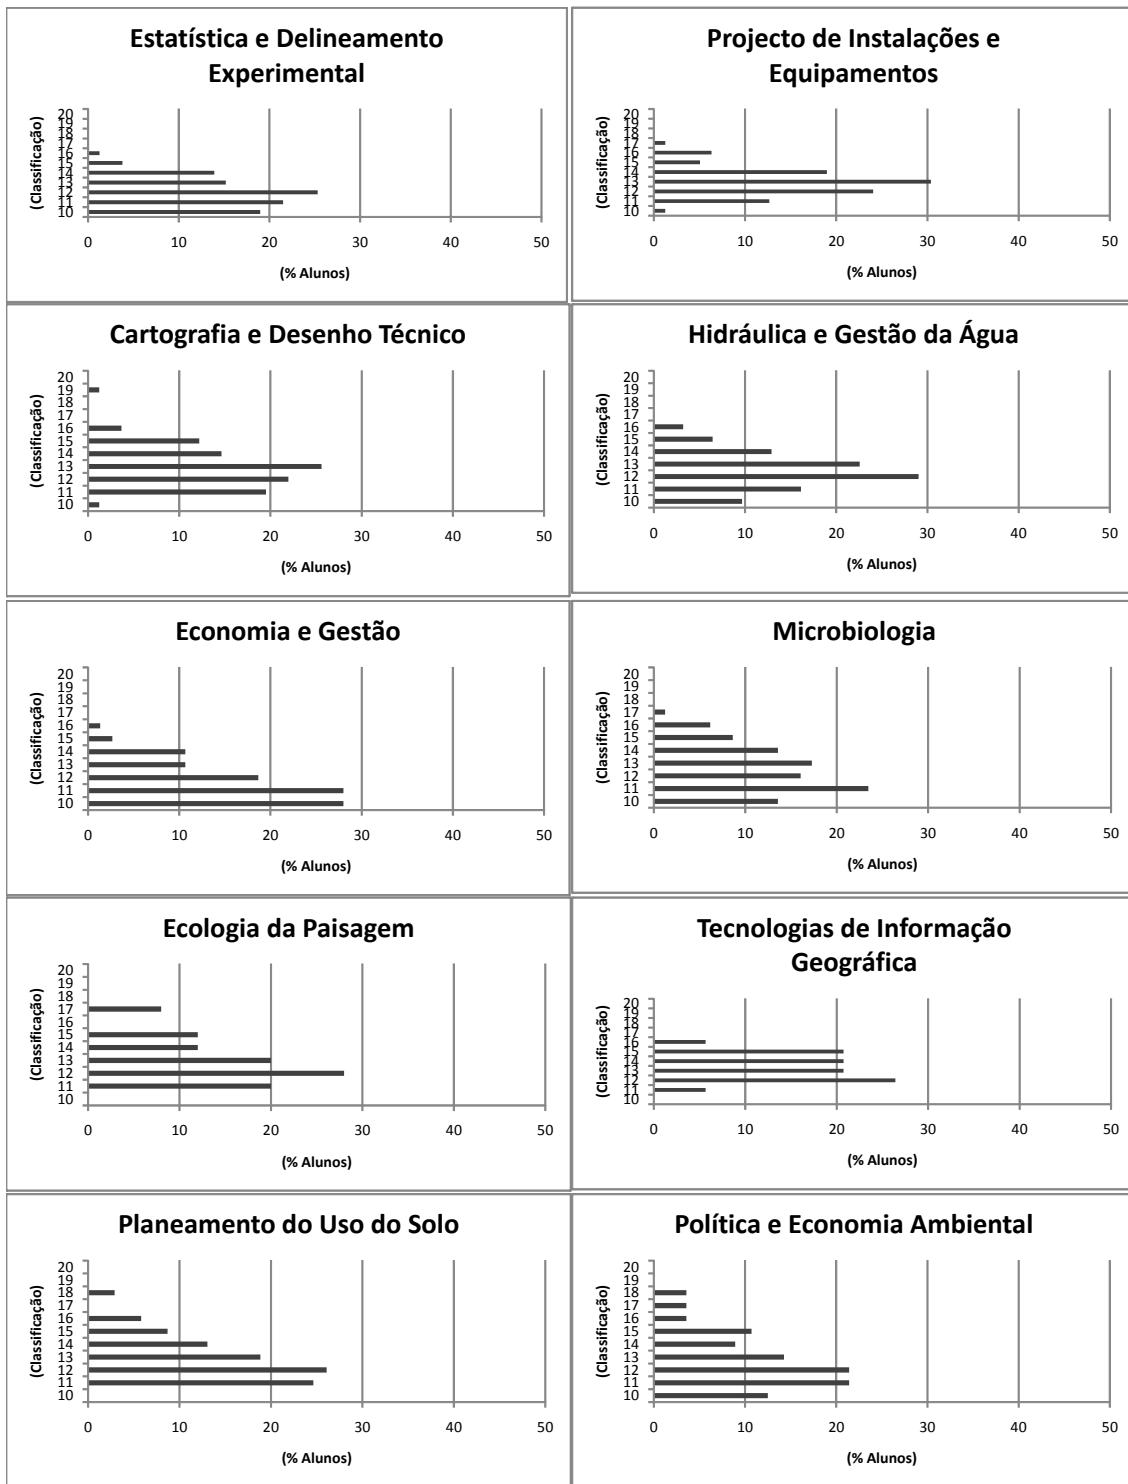 Estatística e Delineamento
Experimental
(Classificação)
20
19
18
17
16
15
14
13
12
11
10
0 10 20 30 40 50
(% Alunos)
Projecto de Instalações e
Equipamentos
(Classificação)
20
19
18
17
16
15
14
13
12
11
10
0 10 20 30 40 50
(% Alunos)
Cartografia e Desenho Técnico
(Classificação)
20
19
18
17
16
15
14
13
12
11
10
0 10 20 30 40 50
(% Alunos)
Hidráulica e Gestão da Água
(Classificação)
20
19
18
17
16
15
14
13
12
11
10
0 10 20 30 40 50
(% Alunos)
Economia e Gestão
(Classificação)
20
19
18
17
16
15
14
13
12
11
10
0 10 20 30 40 50
(% Alunos)
Microbiologia
(Classificação)
20
19
18
17
16
15
14
13
12
11
10
0 10 20 30 40 50
(% Alunos)
Ecologia da Paisagem
(Classificação)
20
19
18
17
16
15
14
13
12
11
10
0 10 20 30 40 50
(% Alunos)
Tecnologias de Informação
Geográfica
(Classificação)
20
19
18
17
16
15
14
13
12
11
10
0 10 20 30 40 50
(% Alunos)
Planeamento do Uso do Solo
(Classificação)
20
19
18
17
16
15
14
13
12
11
10
0 10 20 30 40 50
(% Alunos)
Política e Economia Ambiental
(Classificação)
20
19
18
17
16
15
14
13
12
11
10
0 10 20 30 40 50
(% Alunos)